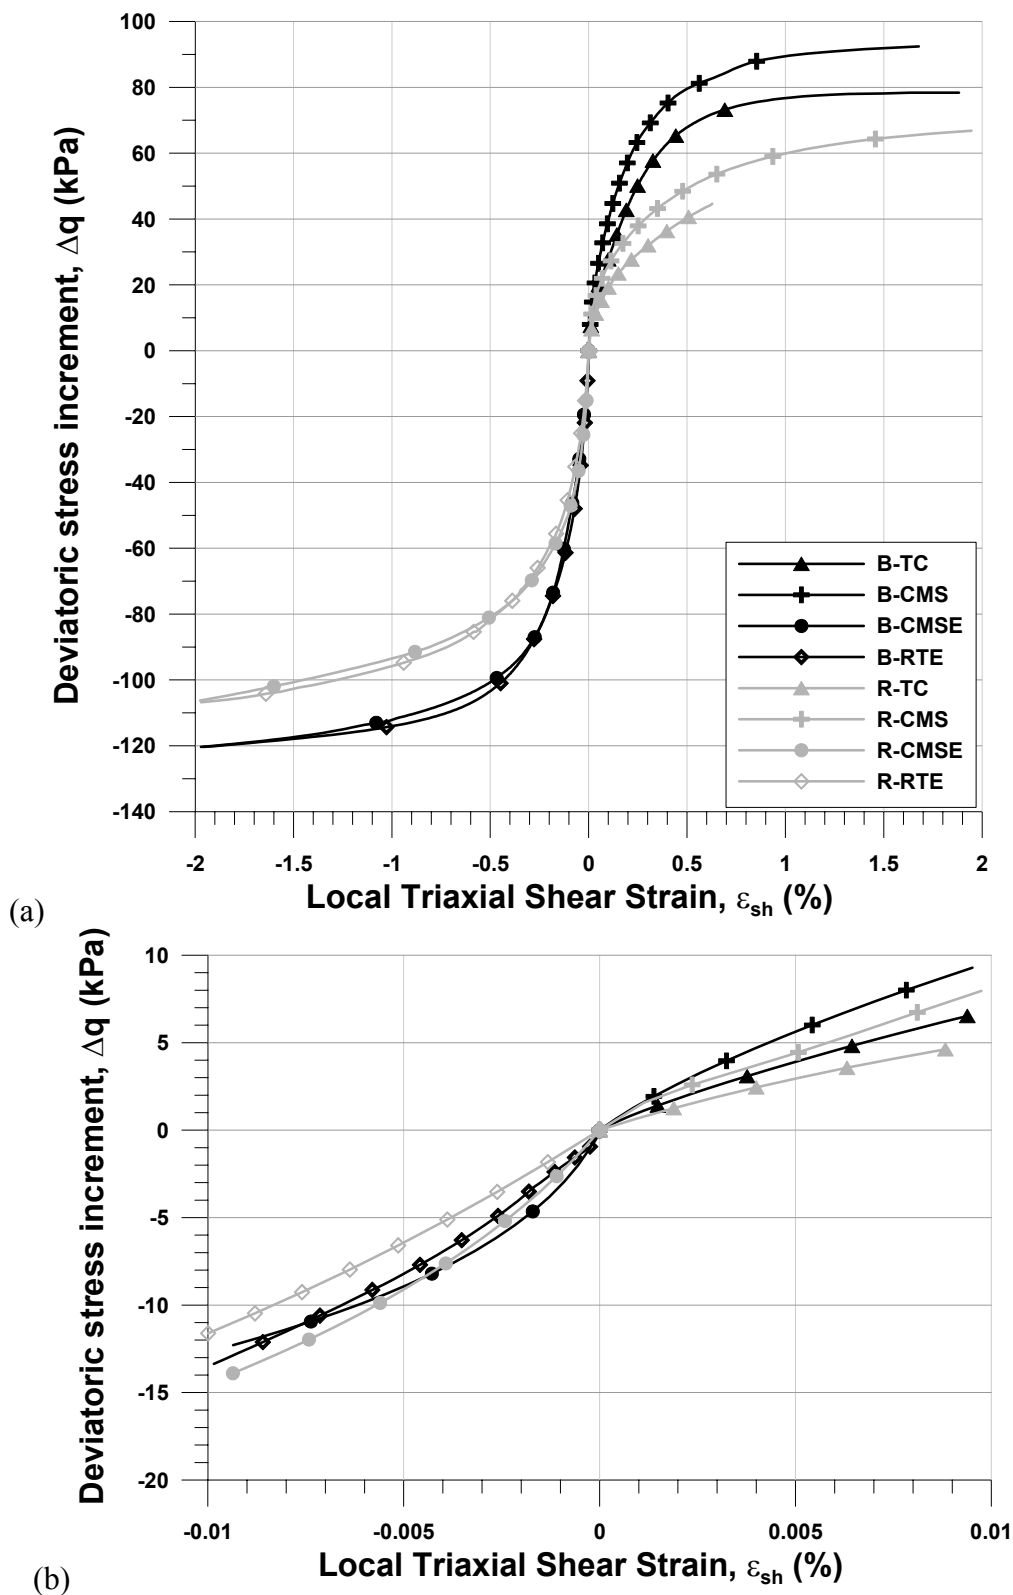 100
80
60
40
20
0
-20
-40
-60
-80
-100
-120
-140
Deviatoric stress increment, Δq (kPa)
B-TC
B-CMS
B-CMSE
B-RTE
R-TC
R-CMS
R-CMSE
R-RTE
-2 -1.5 -1 -0.5 0 0.5 1 1.5 2
Local Triaxial Shear Strain, εsh (%)
(a)
10
5
0
-5
-10
-15
-20
Deviatoric stress increment, Δq (kPa)
-0.01 -0.005 0 0.005 0.01
Local Triaxial Shear Strain, εsh (%)
(b)